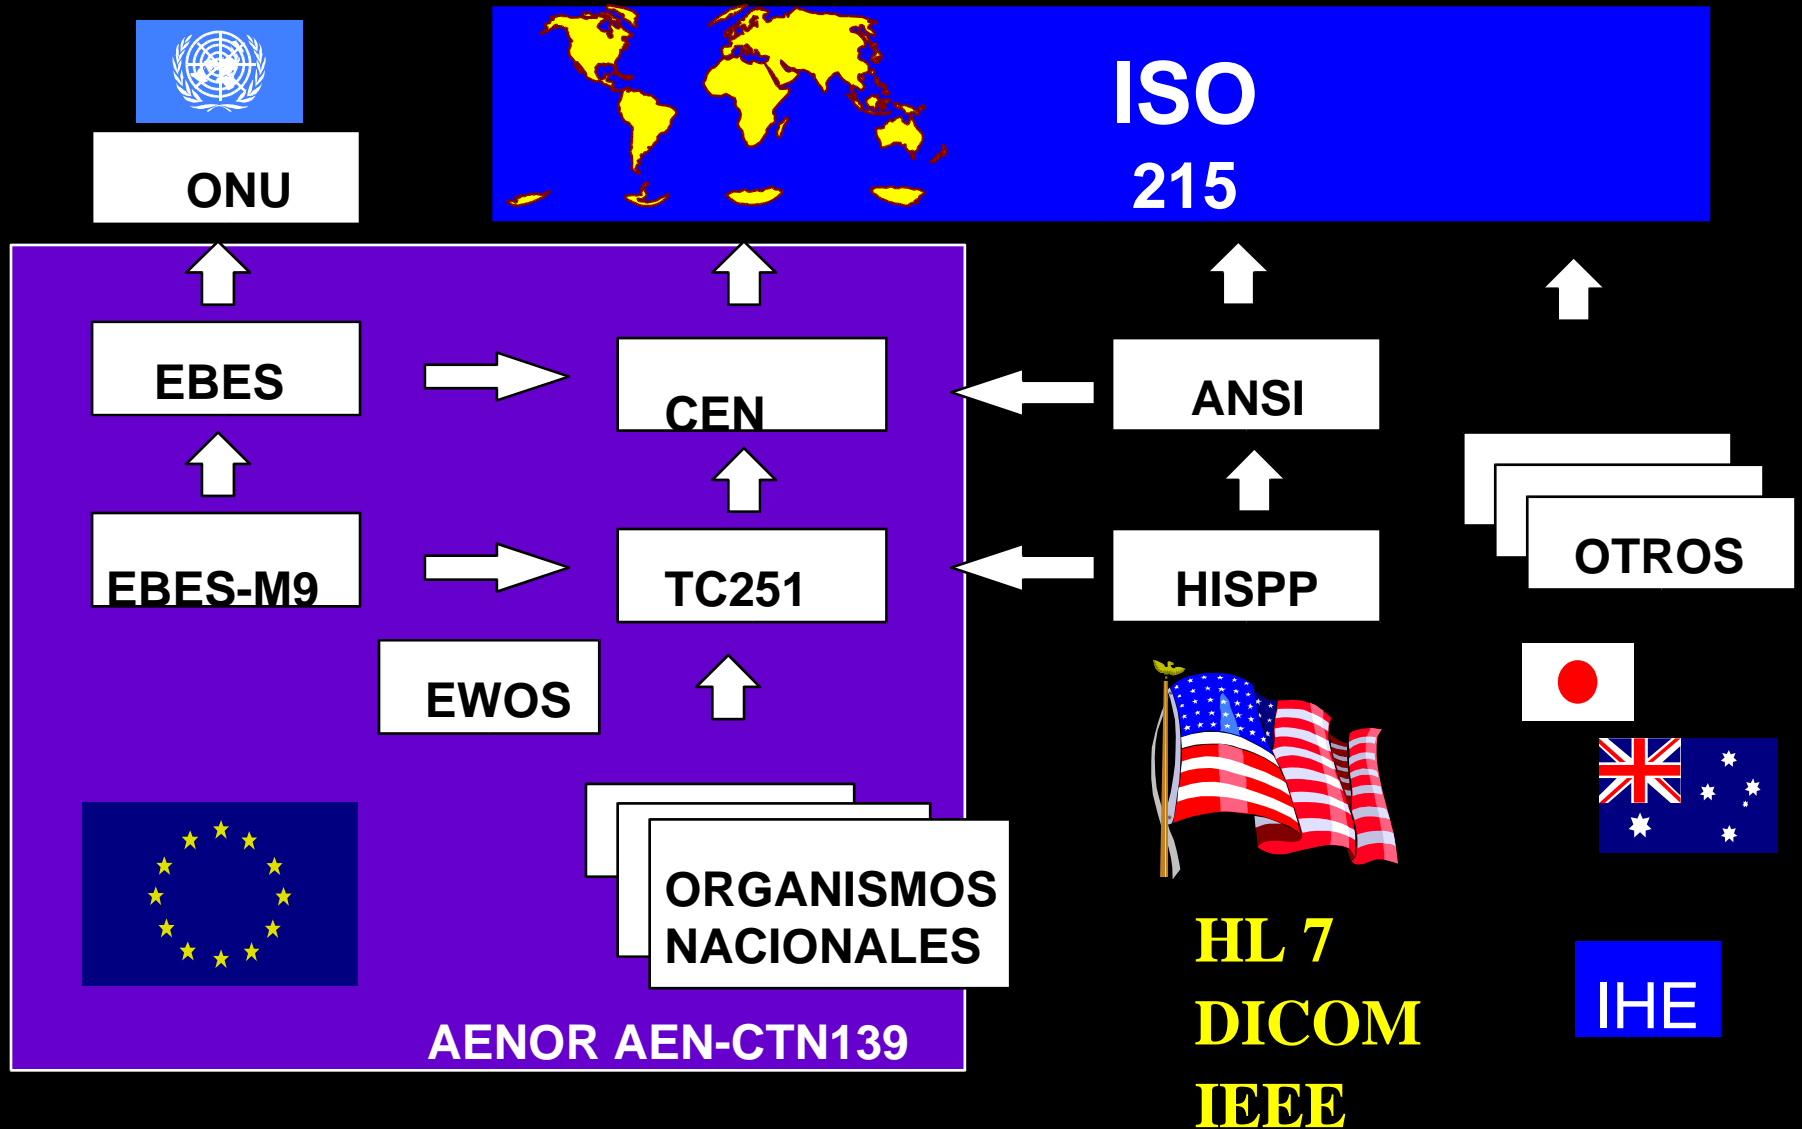 ISO
215
ONU
EBES
CEN
ANSI
EBES-M9
TC251
HISPP
OTROS
EWOS
ORGANISMOS
NACIONALES
AENOR AEN-CTN139
HL 7
DICOM
IEEE
IHE